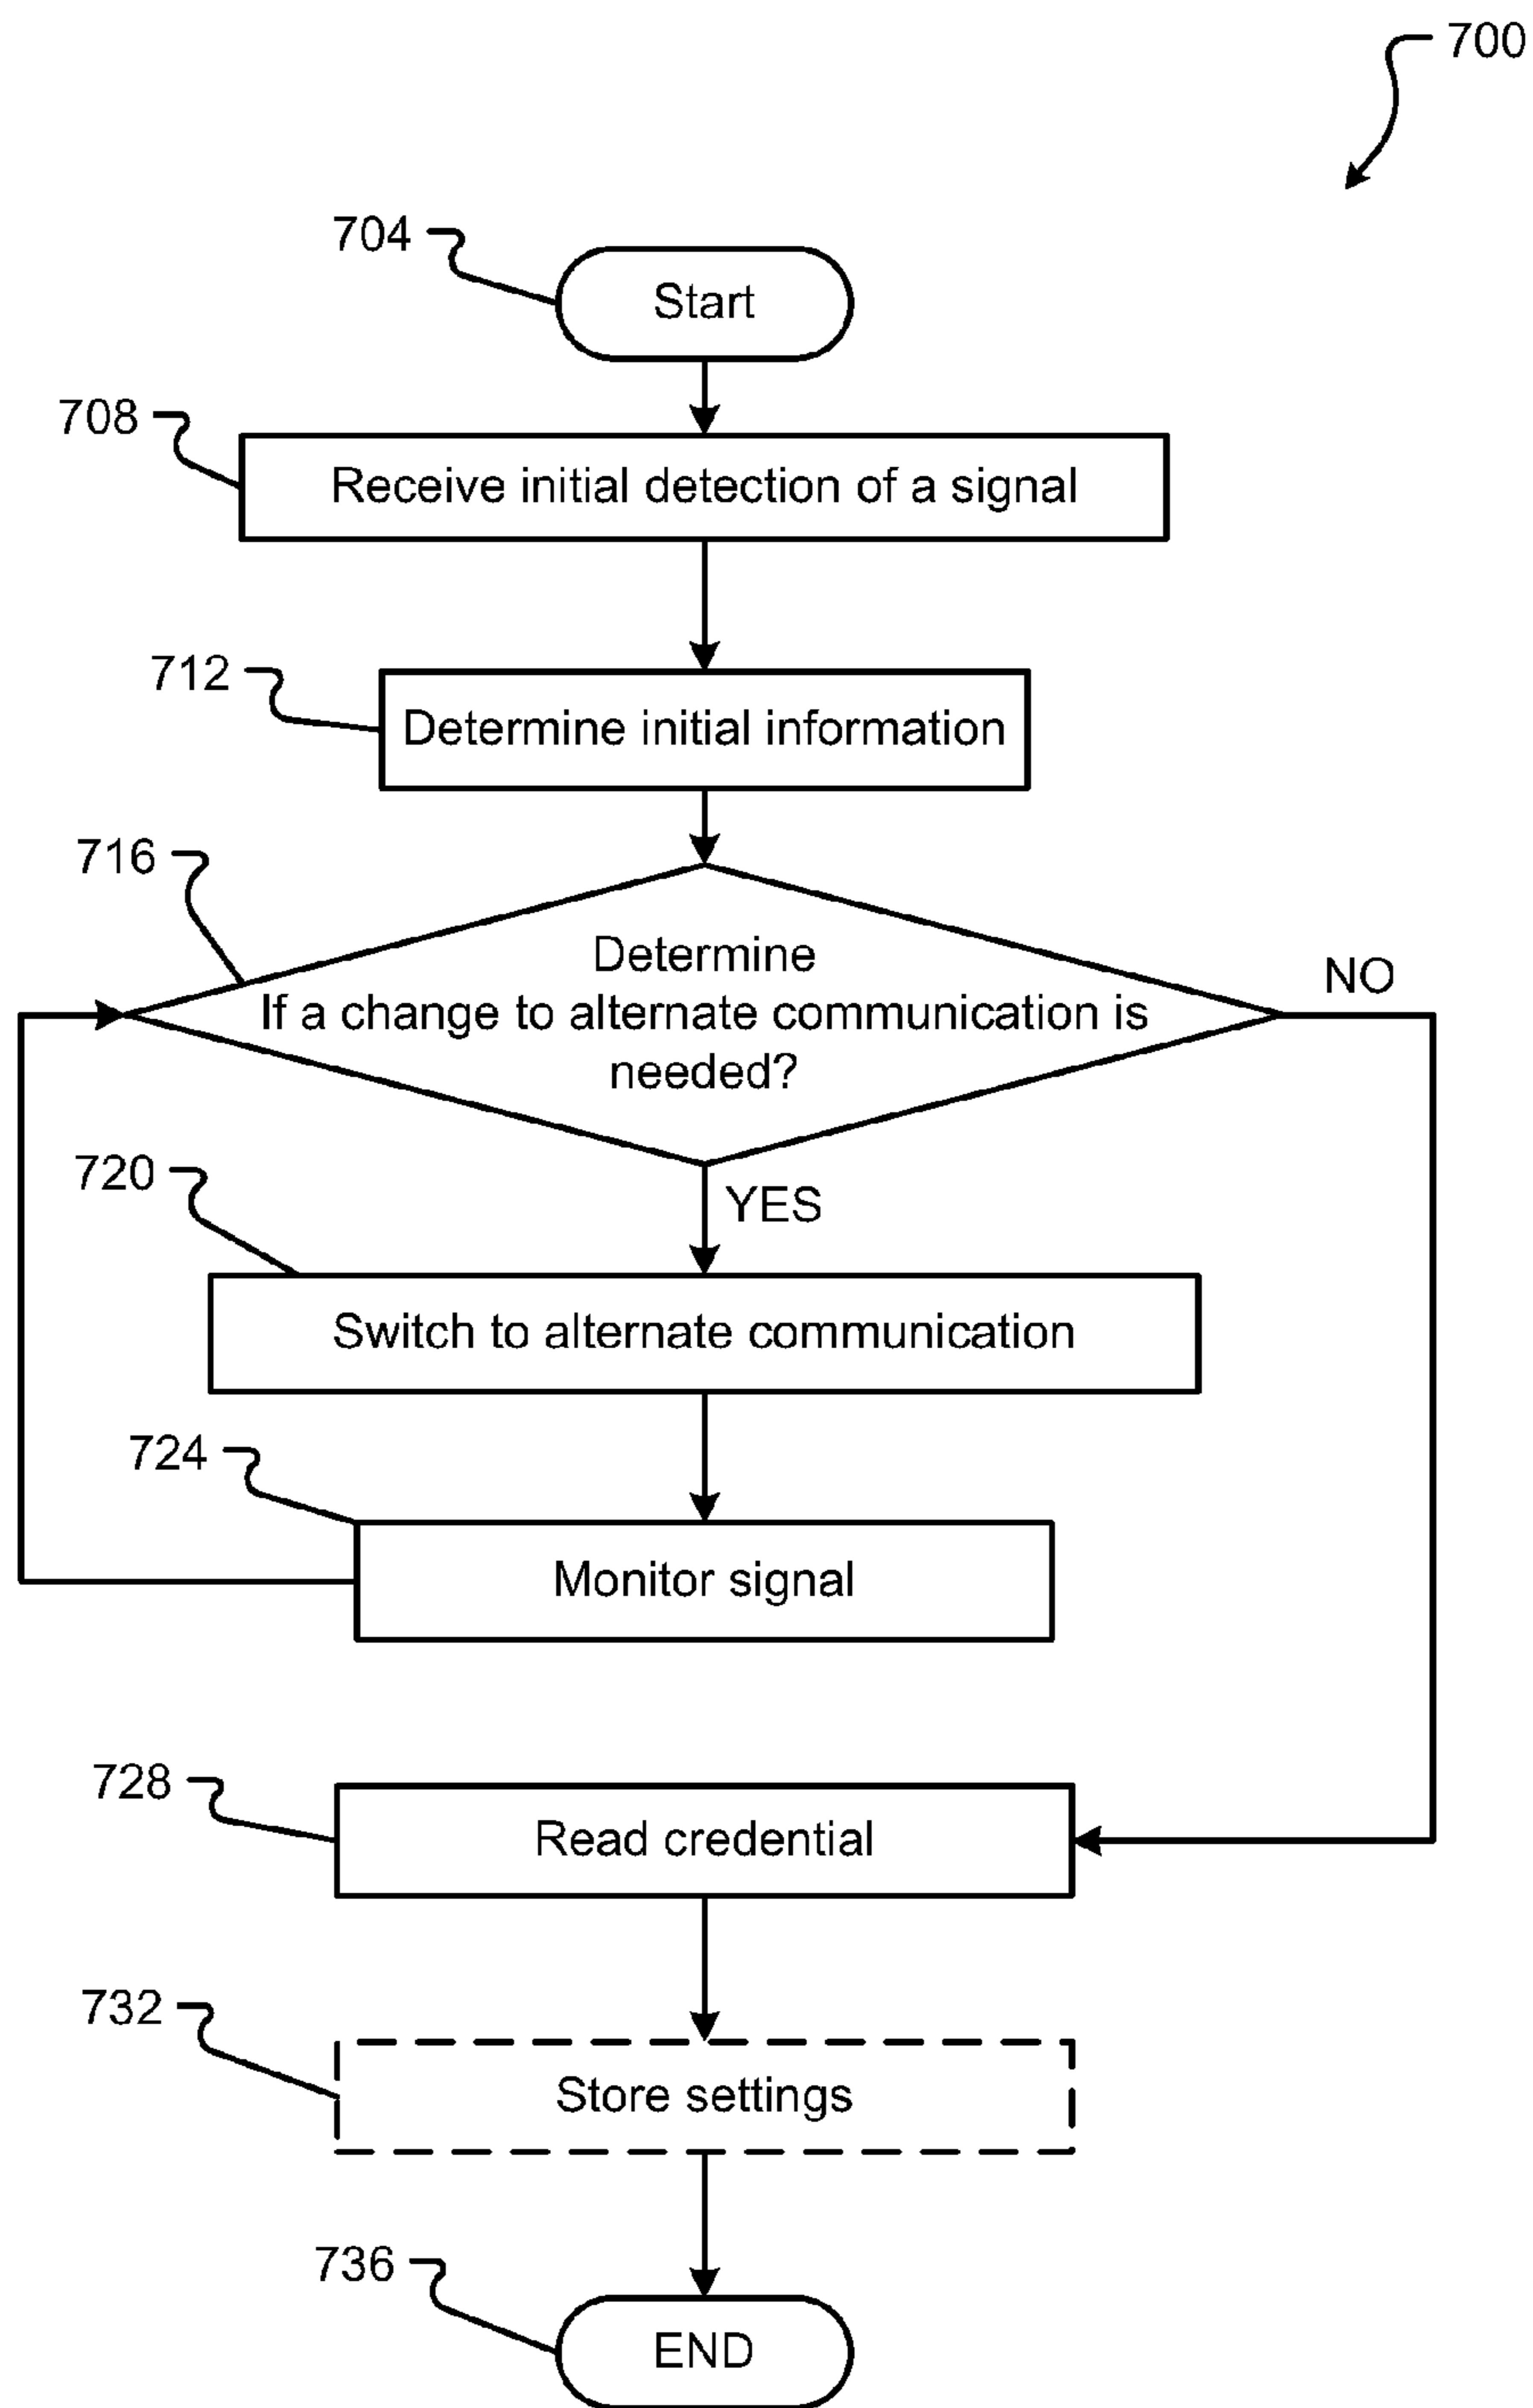 700
704
Start
708
Receive initial detection of a signal
712
Determine initial information
716
Determine
If a change to alternate communication is
needed?
NO
720
YES
Switch to alternate communication
724
Monitor signal
728
Read credential
732
Store settings
736
END